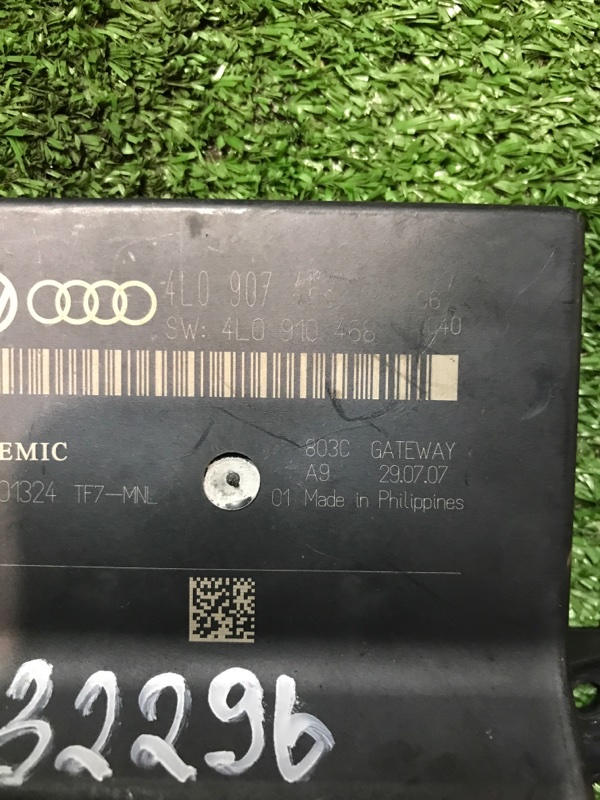 4L0 907
SW: 4L0 910 468 040
EMIC
803C GATEWAY
A9 29.07.07
01324 TF7-MNL
01 Made in Philippines
32296